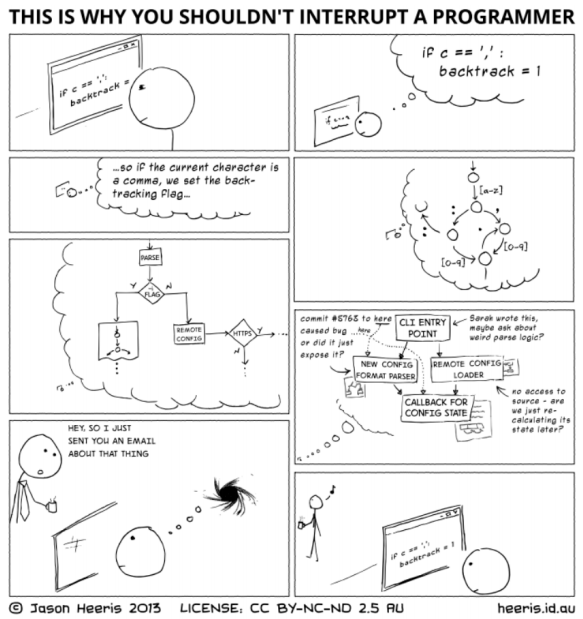 THIS IS WHY YOU SHOULDN'T INTERRUPT A PROGRAMMER
if c == ',':
backtrack =
if c == ',':
backtrack = 1
...so if the current character is
a comma, we set the back-
tracking flag...
[a-z]
:
,
[0-9]
[0-9]
PARSE
Y
N
FLAG
REMOTE
CONFIG
HTTPS
Y
N
commit #5763 to here
caused bug
or did it just
expose it?
here
CLI ENTRY
POINT
Sarah wrote this,
maybe ask about
weird parse logic?
NEW CONFIG
FORMAT PARSER
REMOTE CONFIG
LOADER
CALLBACK FOR
CONFIG STATE
no access to
source - are
we just re-
calculating its
state later?
HEY, SO I JUST
SENT YOU AN EMAIL
ABOUT THAT THING
if c == ',':
backtrack = 1
© Jason Heeris 2013 LICENSE: CC BY-NC-ND 2.5 AU heeris.id.au